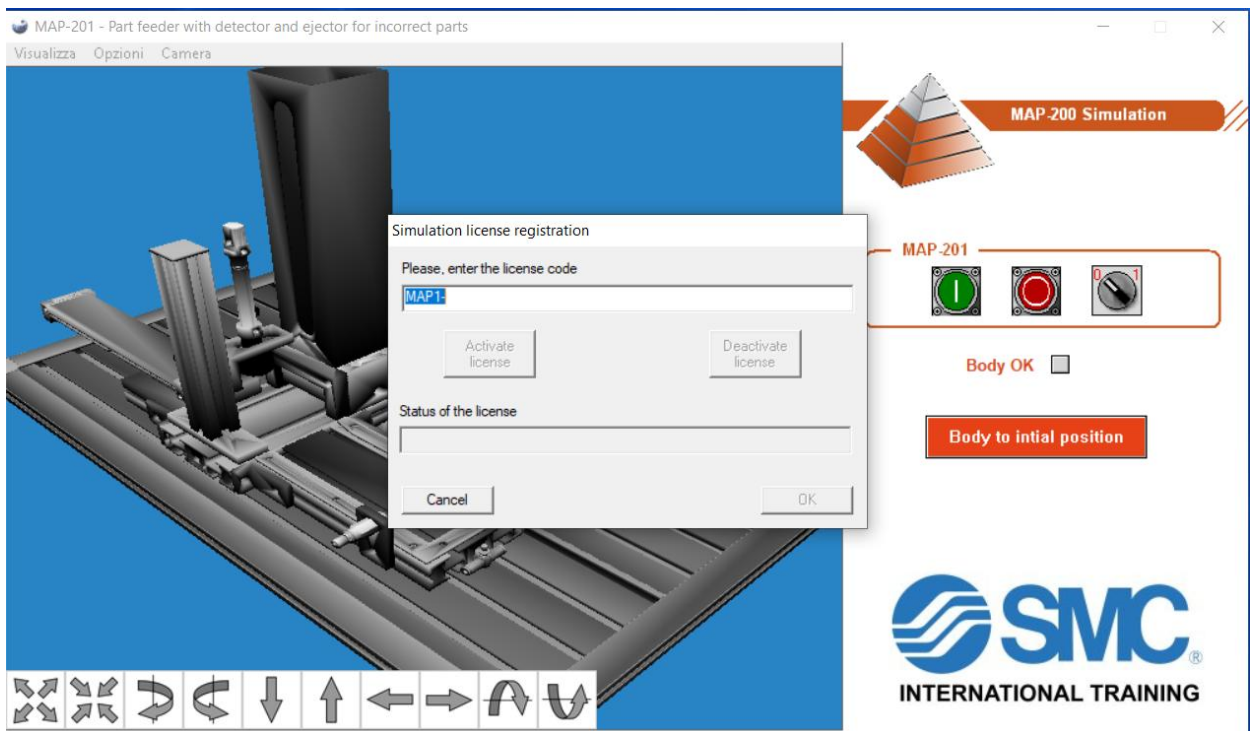 MAP-201 - Part feeder with detector and ejector for incorrect parts
Visualizza Opzioni Camera
MAP-200 Simulation
Simulation license registration
Please, enter the license code
MAP1-
Activate
license
Deactivate
license
Status of the license
Cancel
OK
MAP-201
0 1
Body OK
Body to intial position
SMC®
INTERNATIONAL TRAINING